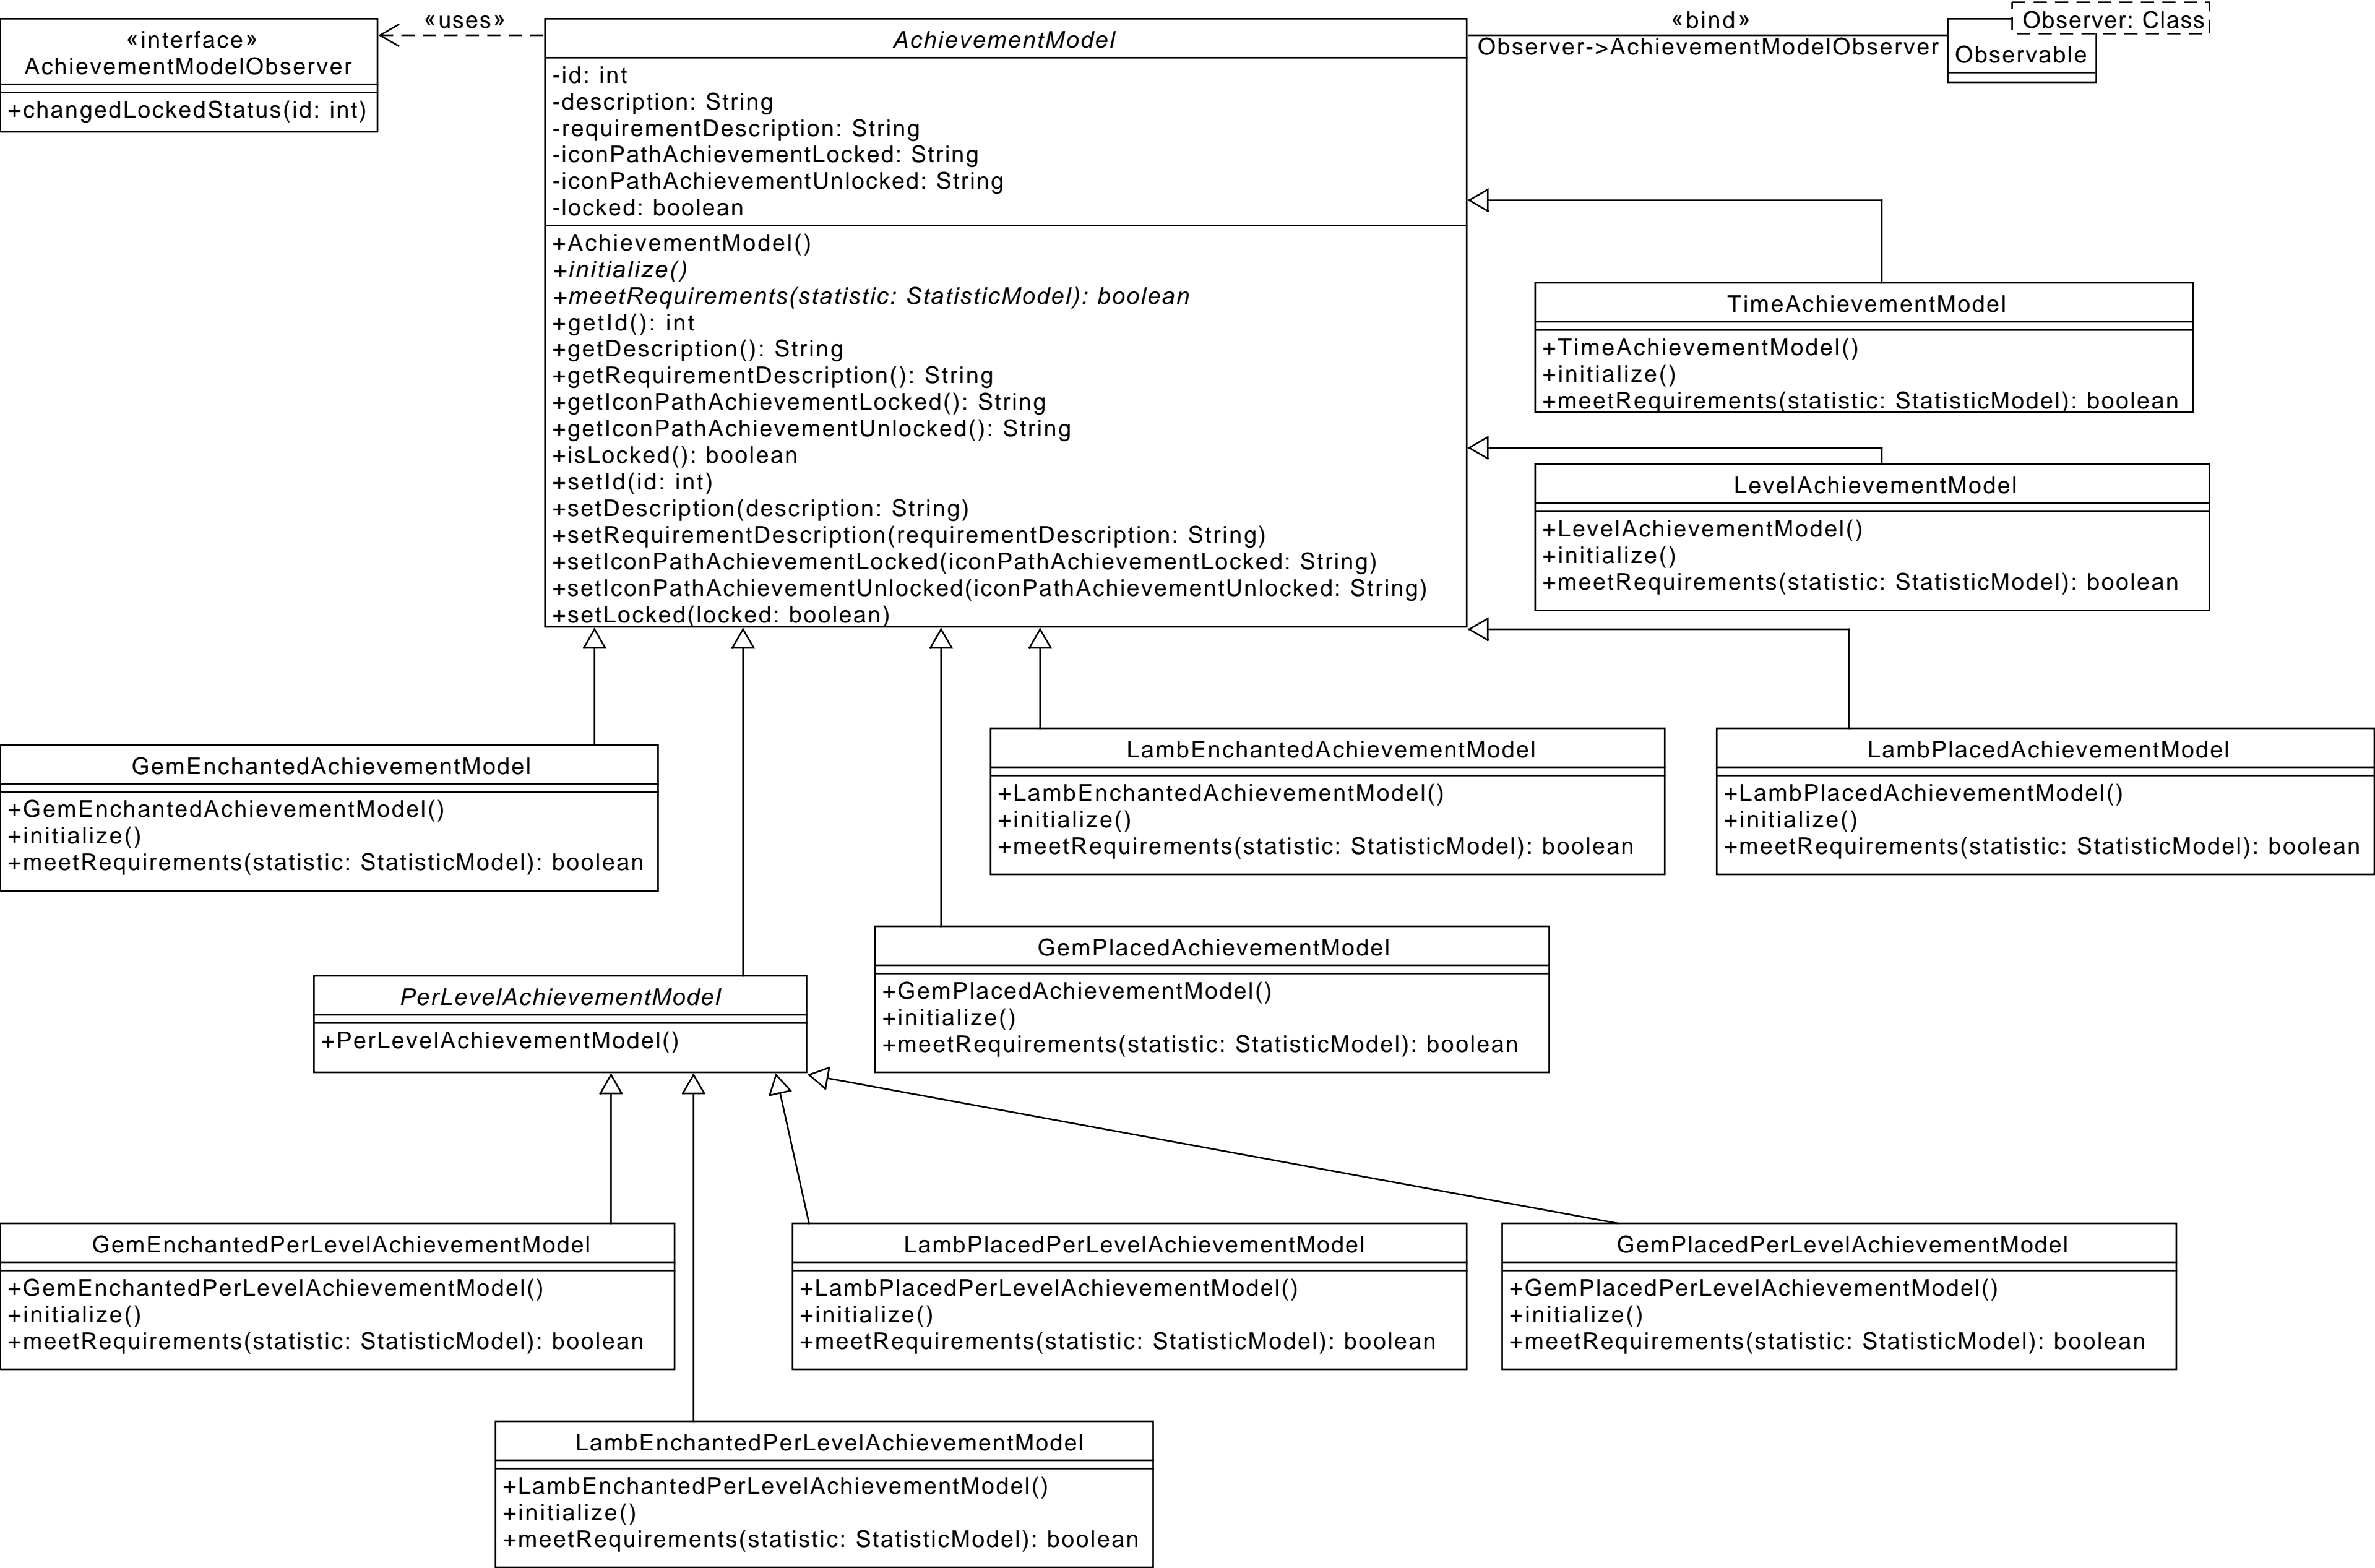 «interface»
AchievementModelObserver
+changedLockedStatus(id: int)
«uses»
AchievementModel
-id: int
-description: String
-requirementDescription: String
-iconPathAchievementLocked: String
-iconPathAchievementUnlocked: String
-locked: boolean
+AchievementModel()
+initialize()
+meetRequirements(statistic: StatisticModel): boolean
+getId(): int
+getDescription(): String
+getRequirementDescription(): String
+getIconPathAchievementLocked(): String
+getIconPathAchievementUnlocked(): String
+isLocked(): boolean
+setId(id: int)
+setDescription(description: String)
+setRequirementDescription(requirementDescription: String)
+setIconPathAchievementLocked(iconPathAchievementLocked: String)
+setIconPathAchievementUnlocked(iconPathAchievementUnlocked: String)
+setLocked(locked: boolean)
«bind»
Observer->AchievementModelObserver
Observer: Class
Observable
TimeAchievementModel
+TimeAchievementModel()
+initialize()
+meetRequirements(statistic: StatisticModel): boolean
LevelAchievementModel
+LevelAchievementModel()
+initialize()
+meetRequirements(statistic: StatisticModel): boolean
GemEnchantedAchievementModel
+GemEnchantedAchievementModel()
+initialize()
+meetRequirements(statistic: StatisticModel): boolean
LambEnchantedAchievementModel
+LambEnchantedAchievementModel()
+initialize()
+meetRequirements(statistic: StatisticModel): boolean
LambPlacedAchievementModel
+LambPlacedAchievementModel()
+initialize()
+meetRequirements(statistic: StatisticModel): boolean
PerLevelAchievementModel
+PerLevelAchievementModel()
GemPlacedAchievementModel
+GemPlacedAchievementModel()
+initialize()
+meetRequirements(statistic: StatisticModel): boolean
GemEnchantedPerLevelAchievementModel
+GemEnchantedPerLevelAchievementModel()
+initialize()
+meetRequirements(statistic: StatisticModel): boolean
LambPlacedPerLevelAchievementModel
+LambPlacedPerLevelAchievementModel()
+initialize()
+meetRequirements(statistic: StatisticModel): boolean
GemPlacedPerLevelAchievementModel
+GemPlacedPerLevelAchievementModel()
+initialize()
+meetRequirements(statistic: StatisticModel): boolean
LambEnchantedPerLevelAchievementModel
+LambEnchantedPerLevelAchievementModel()
+initialize()
+meetRequirements(statistic: StatisticModel): boolean